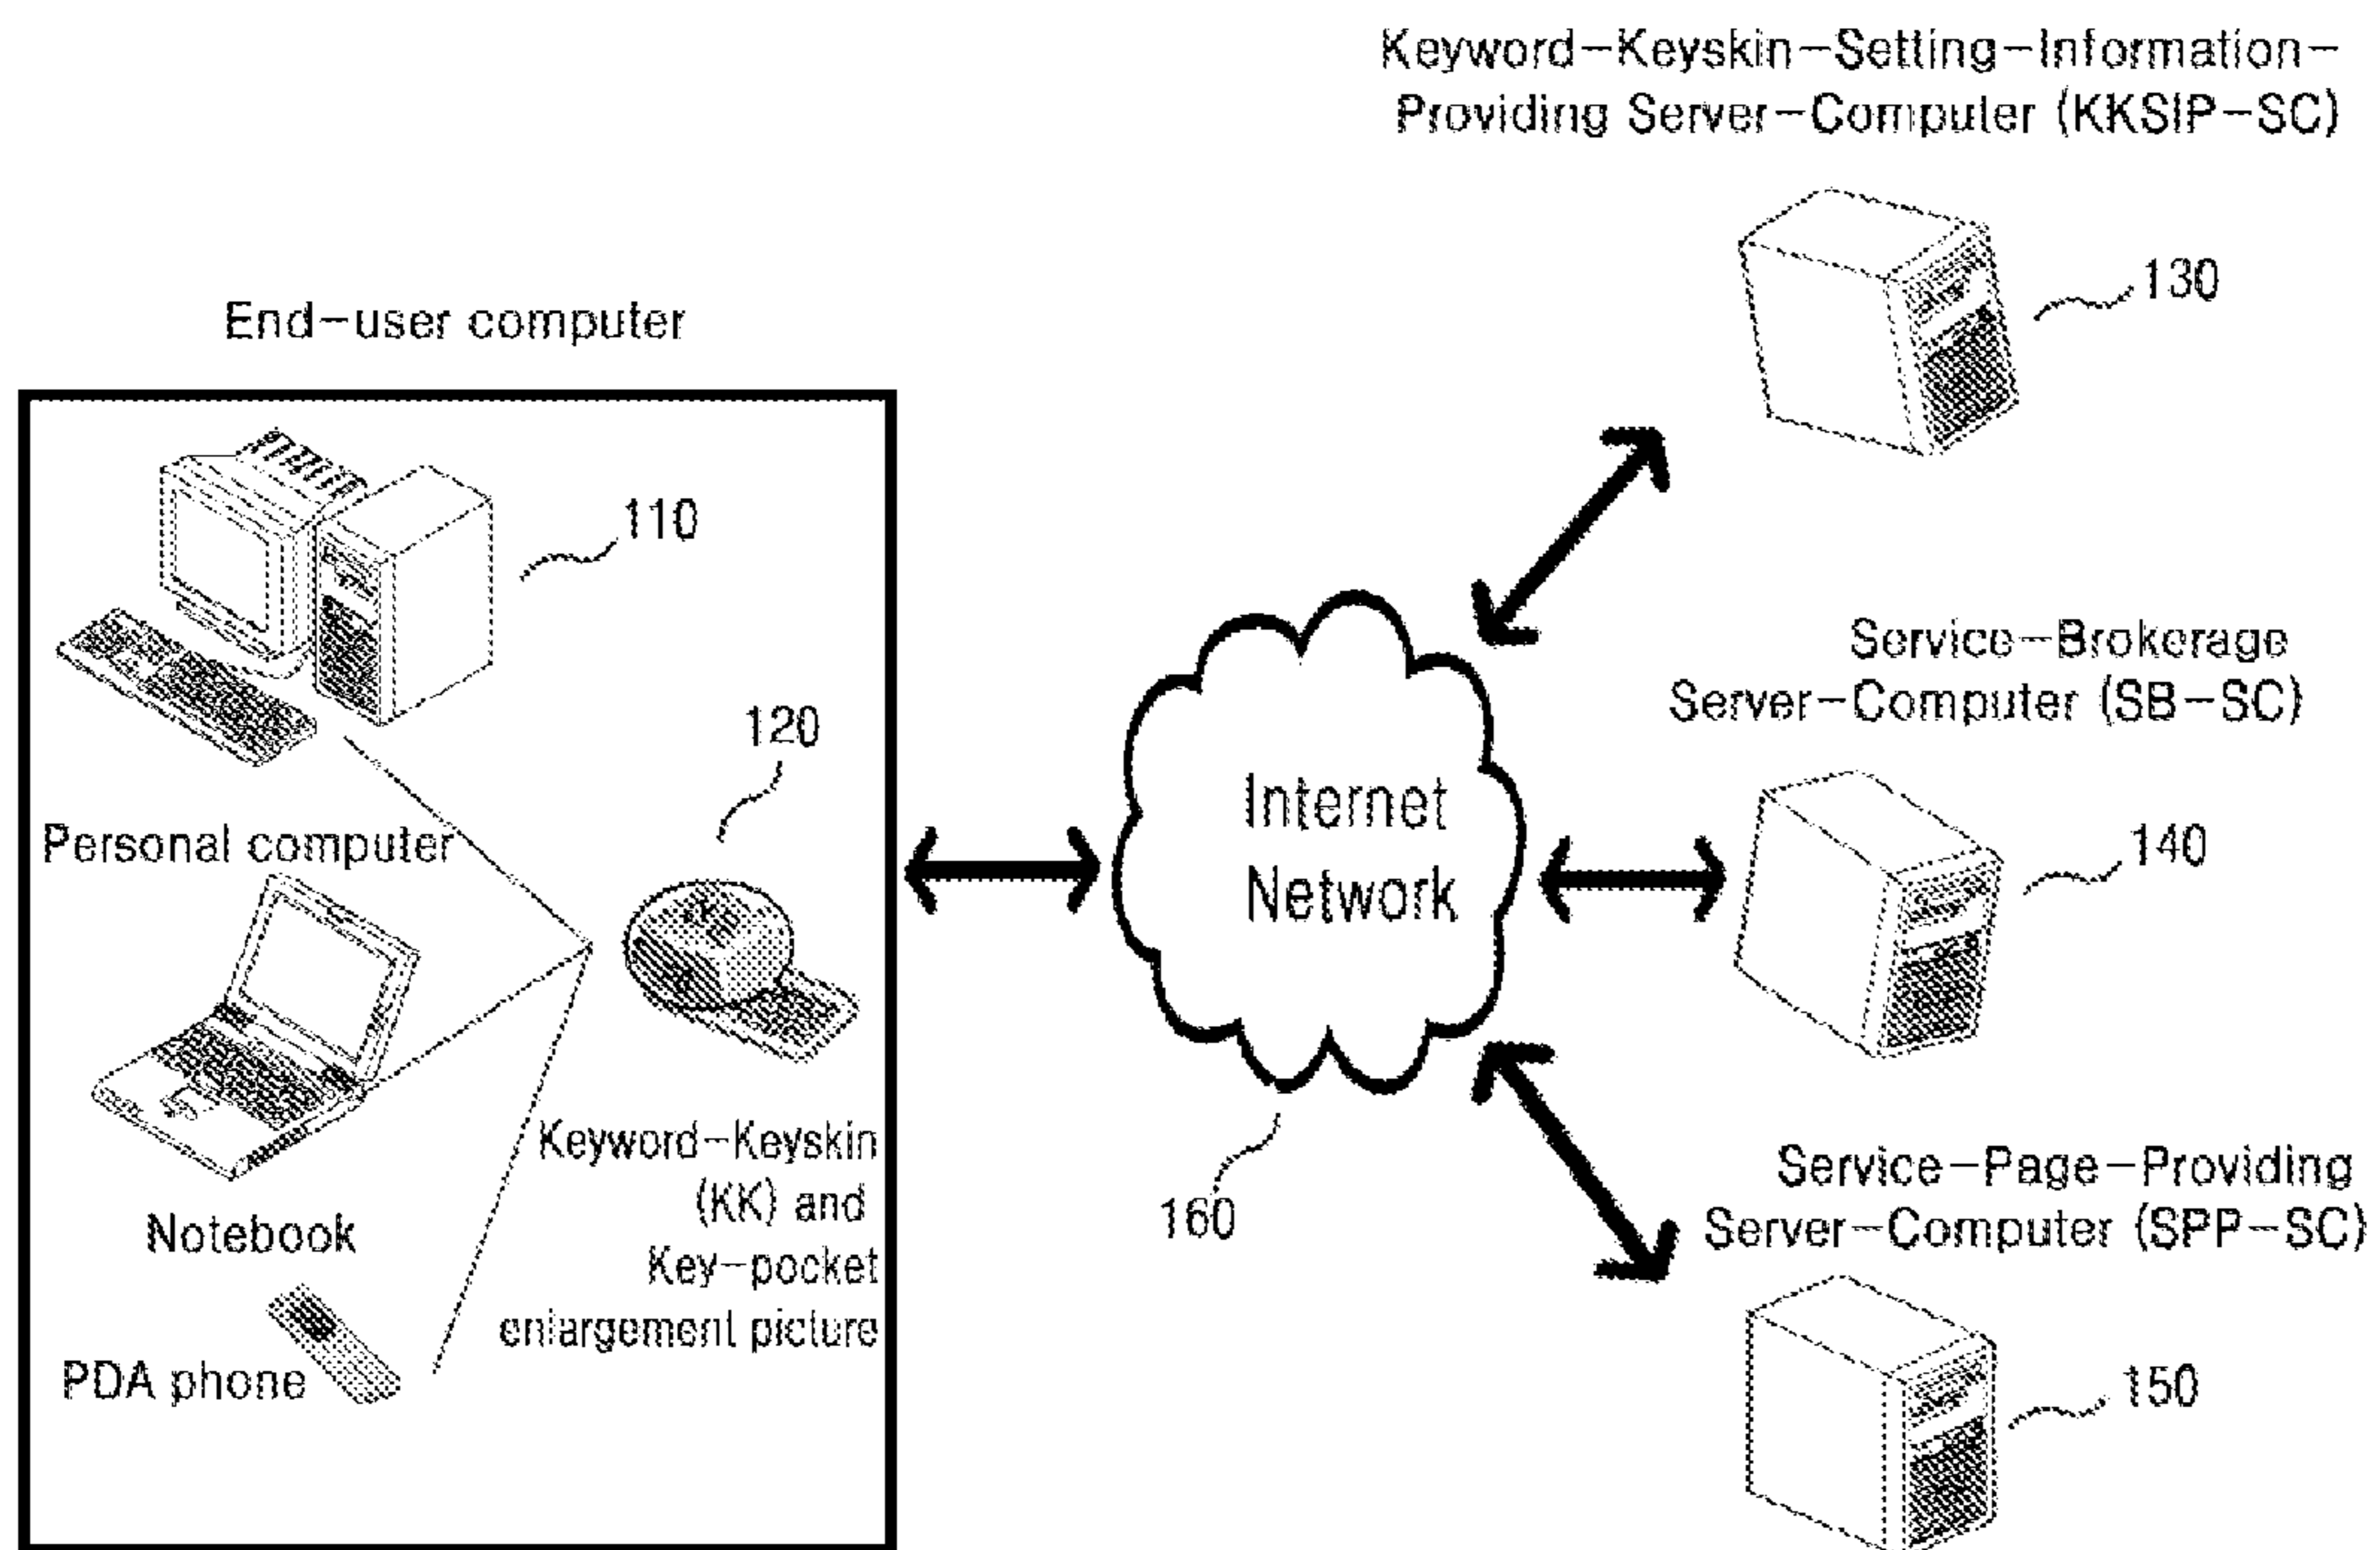 Keyword-Keyskin-Setting-Information-
Providing Server-Computer (KKSIP-SC)
130
End-user computer
110
120
Personal computer
Notebook
PDA phone
Keyword-Keyskin
(KK) and
Key-pocket
enlargement picture
Internet
Network
160
Service-Brokerage
Server-Computer (SB-SC)
140
Service-Page-Providing
Server-Computer (SPP-SC)
150